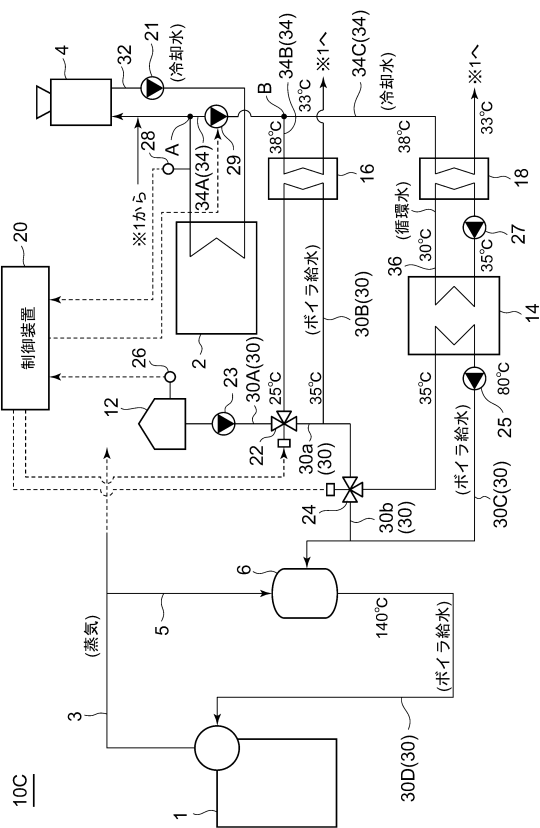 10C
1
3
(蒸気)
5
6
140℃
(ボイラ給水)
30D(30)
20
制御装置
12
26
23
30A(30)
22
25℃
35℃
30a
(30)
24
30b
(30)
(ボイラ給水)
30B(30)
(ボイラ給水)
30C(30)
25
80℃
35℃
14
36
30℃
(循環水)
35℃
27
18
38℃
33℃
※1へ
16
38℃
33℃
※1へ
34B(34)
34C(34)
(冷却水)
B
A
28
29
34A(34)
※1から
2
4
32
21
(冷却水)